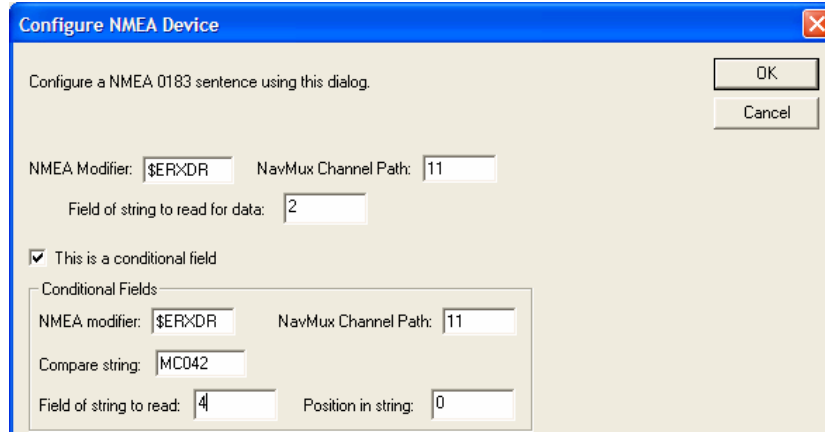 Configure NMEA Device
Configure a NMEA 0183 sentence using this dialog.
OK
Cancel
NMEA Modifier: $ERXDR NavMux Channel Path: 11
Field of string to read for data: 2
This is a conditional field
Conditional Fields
NMEA modifier: $ERXDR NavMux Channel Path: 11
Compare string: MC042
Field of string to read: 4 Position in string: 0